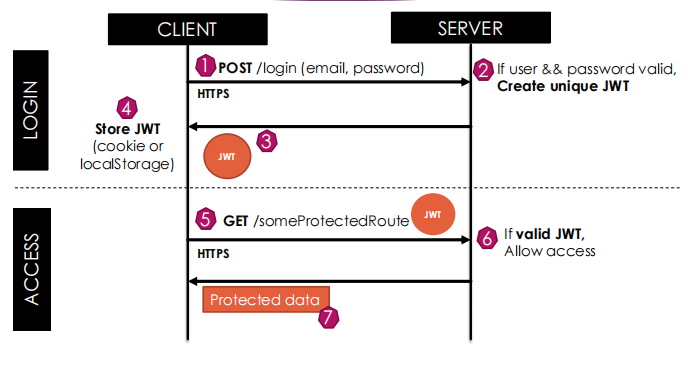 CLIENT
SERVER
LOGIN
1 POST /login (email, password)
HTTPS
2 If user && password valid,
Create unique JWT
3
JWT
4
Store JWT
(cookie or
localStorage)
ACCESS
5 GET /someProtectedRoute
JWT
HTTPS
6 If valid JWT,
Allow access
Protected data
7